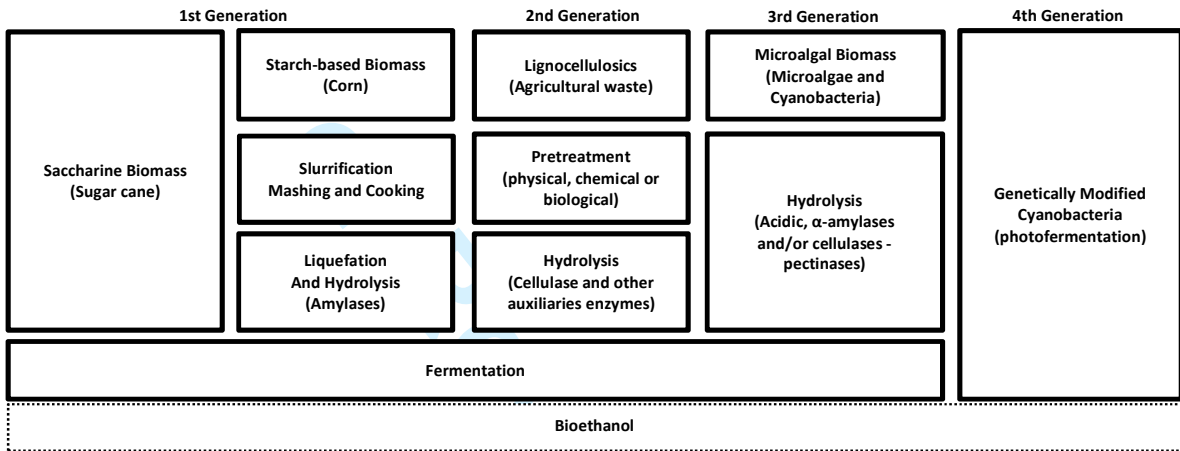 1st Generation
2nd Generation
3rd Generation
4th Generation
Saccharine Biomass
(Sugar cane)
Starch-based Biomass
(Corn)
Slurrification
Mashing and Cooking
Liquefation
And Hydrolysis
(Amylases)
Lignocellulosics
(Agricultural waste)
Pretreatment
(physical, chemical or
biological)
Hydrolysis
(Cellulase and other
auxiliaries enzymes)
Microalgal Biomass
(Microalgae and
Cyanobacteria)
Hydrolysis
(Acidic, α-amylases
and/or cellulases -
pectinases)
Genetically Modified
Cyanobacteria
(photofermentation)
Fermentation
Bioethanol